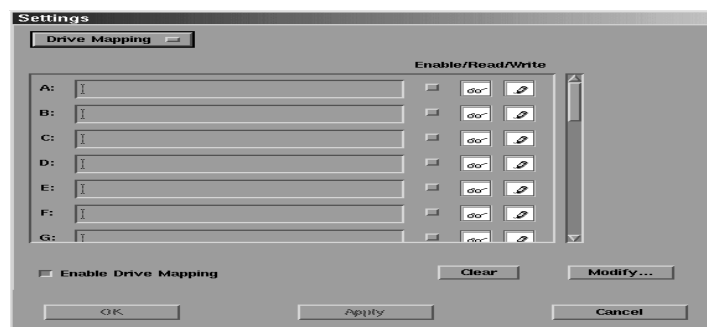 Settings
Drive Mapping
Enable/Read/Write
A:
B:
C:
D:
E:
F:
G:
Enable Drive Mapping
Clear
Modify...
OK
Apply
Cancel